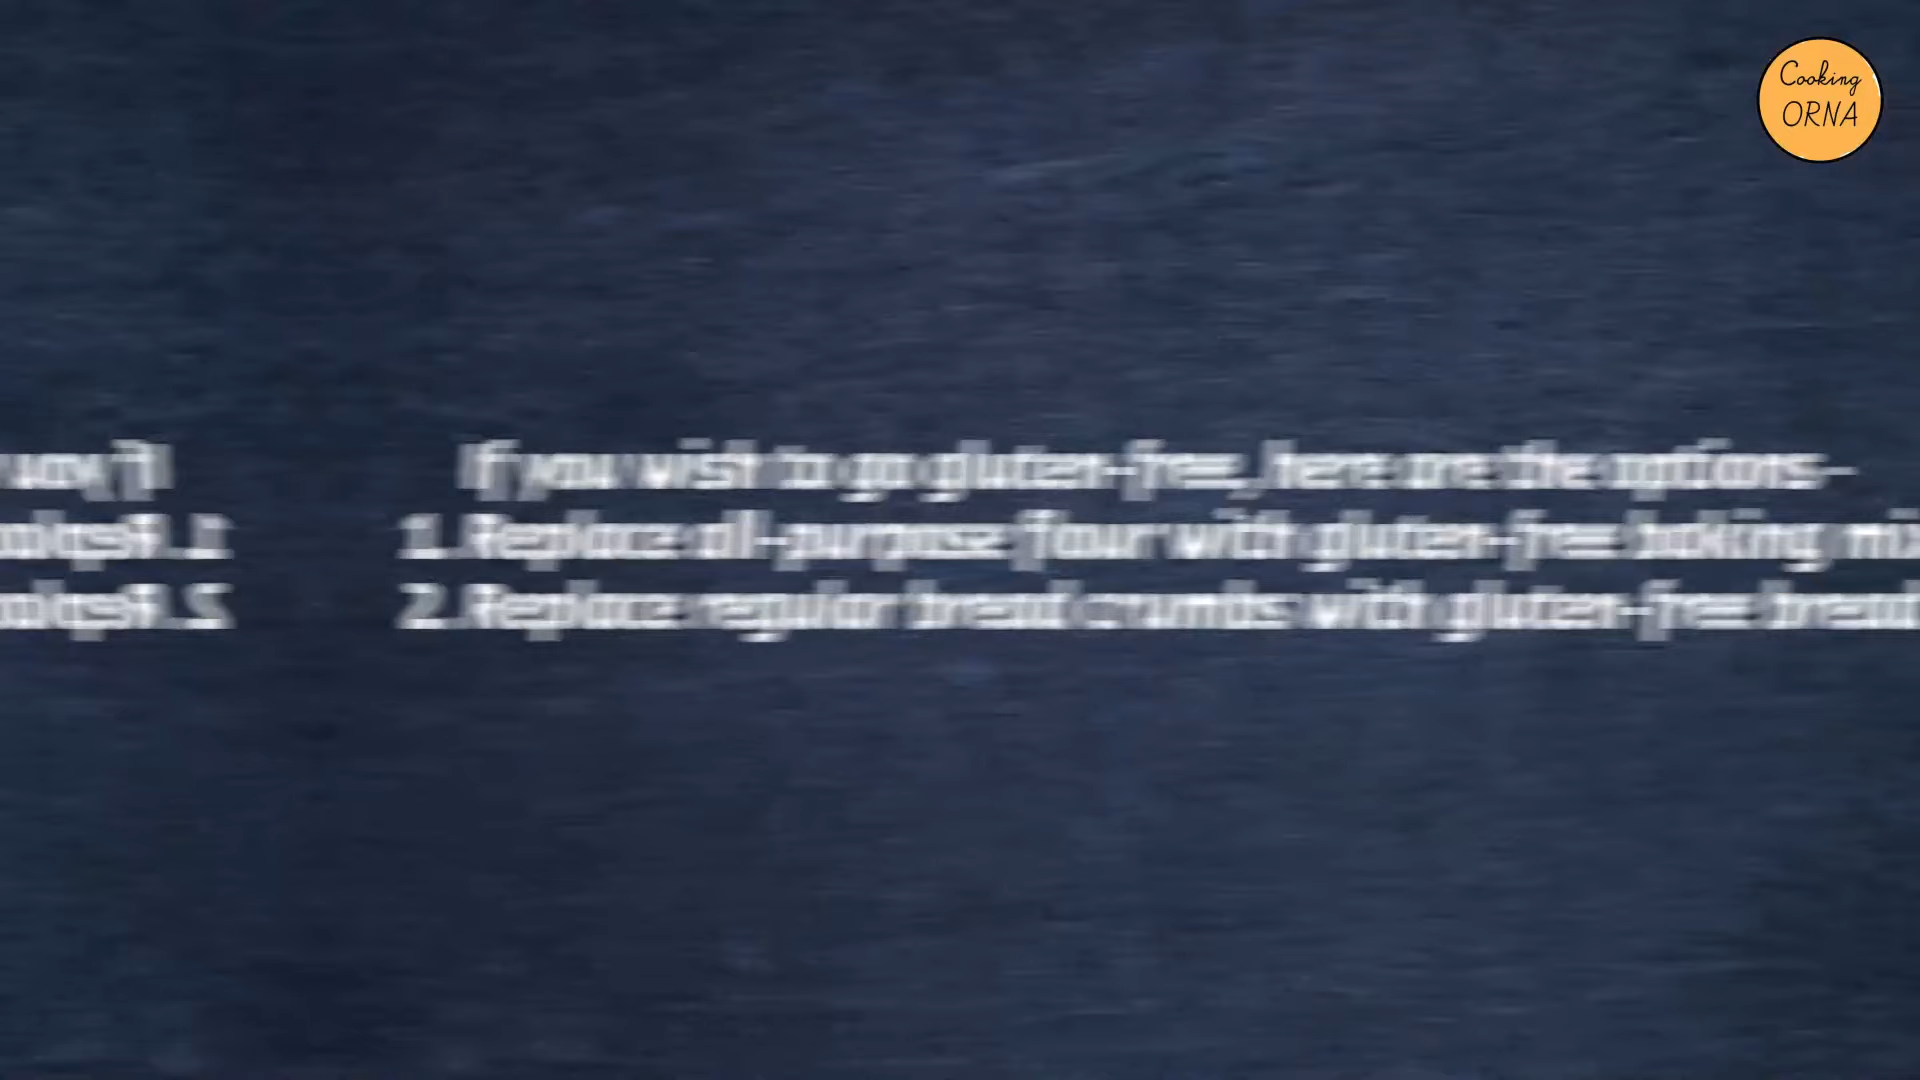 Cooking
ORNA
If you wish to go gluten-free, here are the options-
1. Replace all-purpose flour with gluten-free baking
2. Replace regular bread crumbs with gluten-free bread